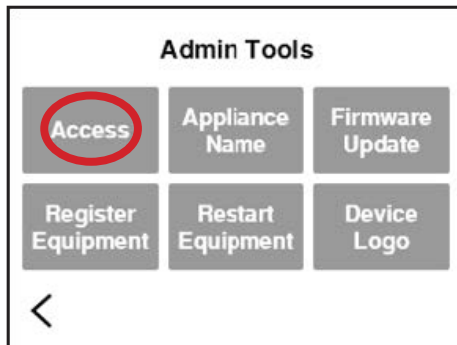 Admin Tools
Access
Appliance
Name
Firmware
Update
Register
Equipment
Restart
Equipment
Device
Logo